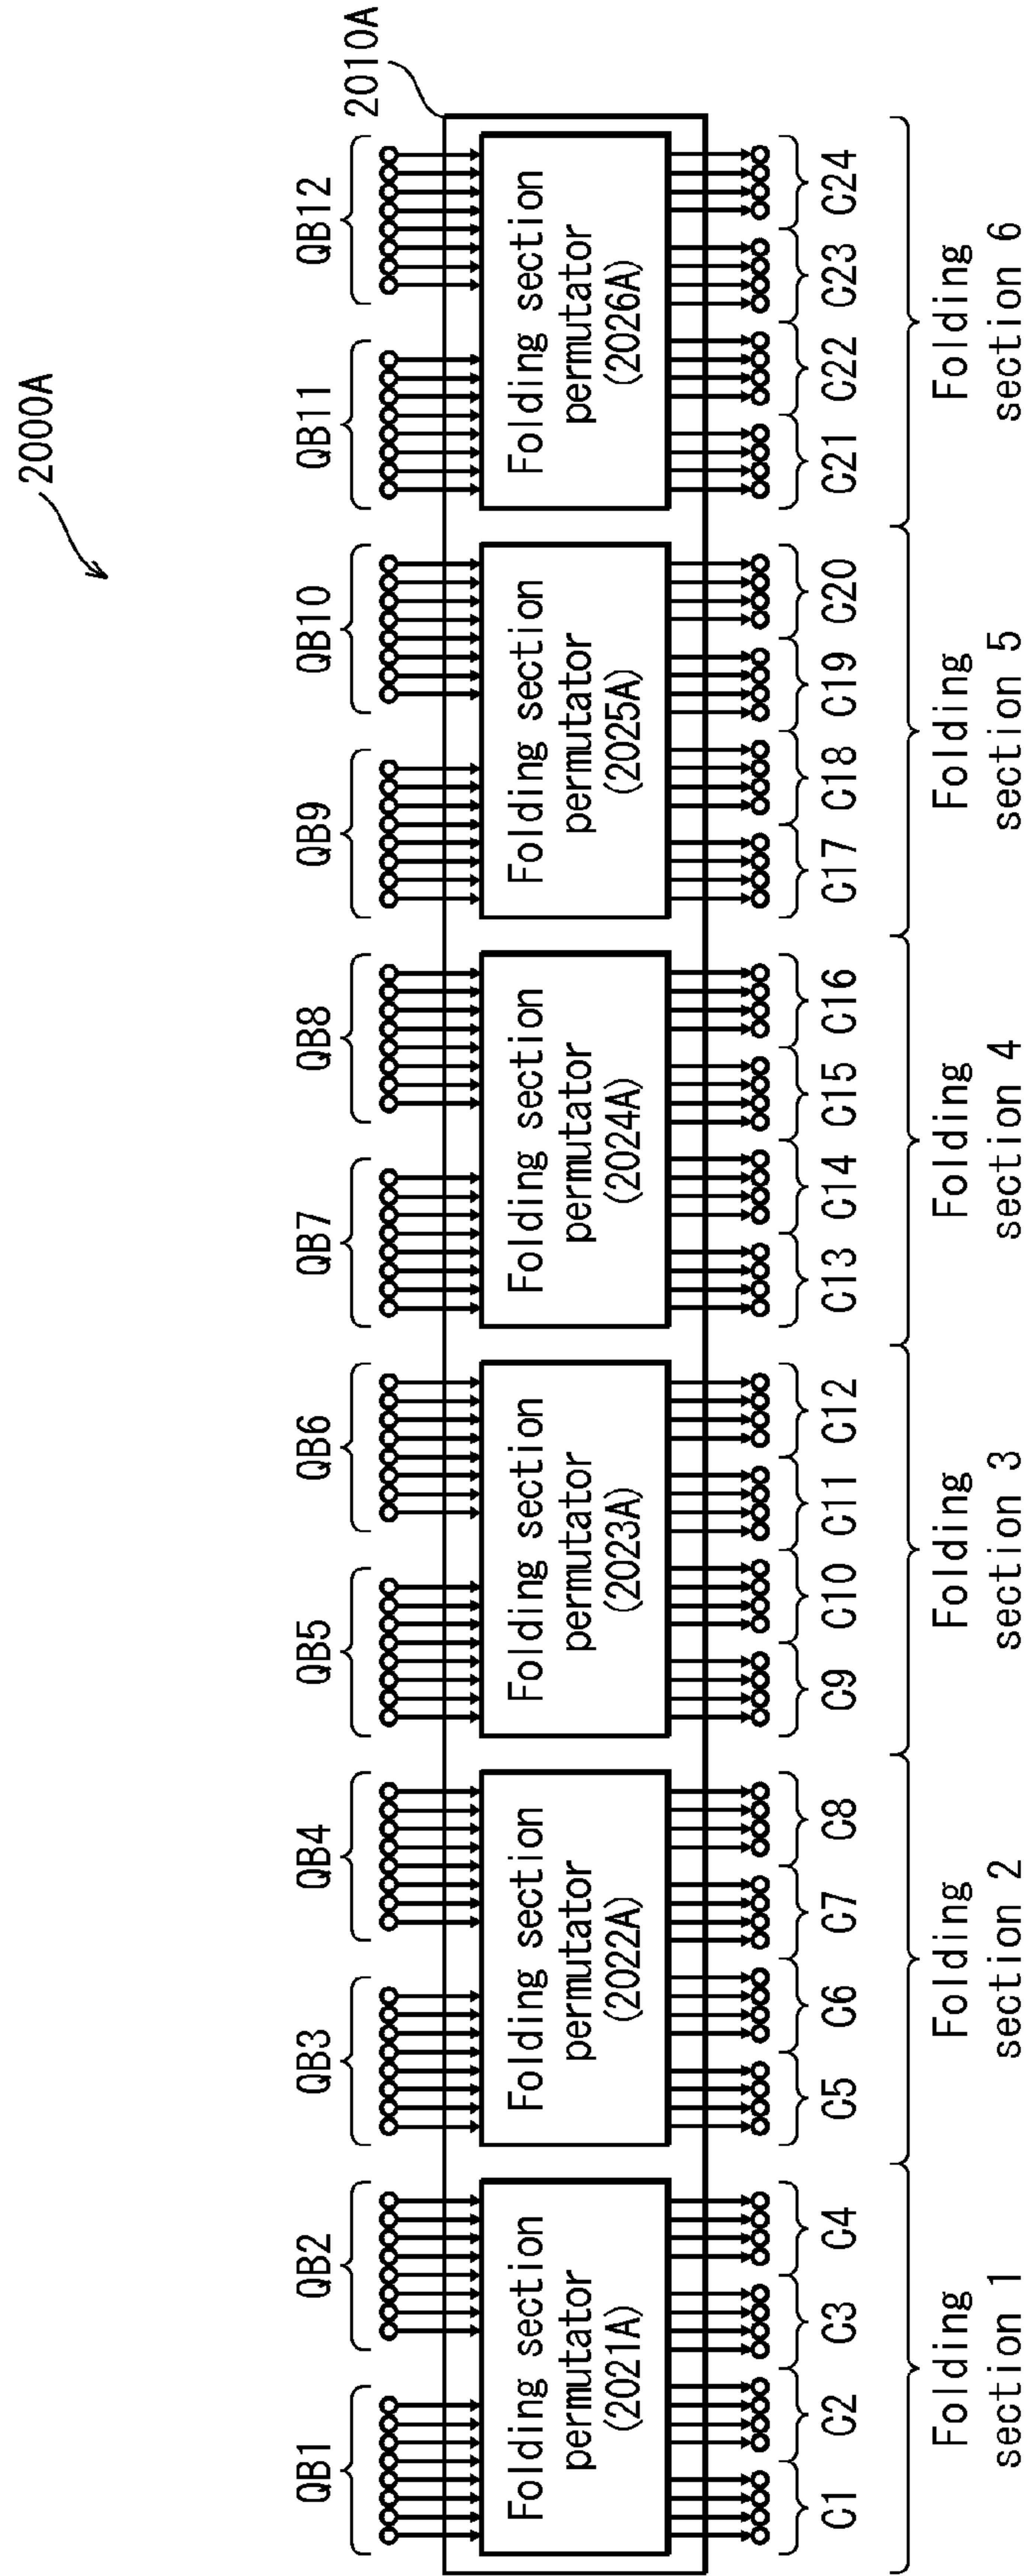 2000A
2010A
QB1 QB2 QB3 QB4 QB5 QB6 QB7 QB8 QB9 QB10 QB11 QB12
Folding section
permutator
(2021A)
Folding section
permutator
(2022A)
Folding section
permutator
(2023A)
Folding section
permutator
(2024A)
Folding section
permutator
(2025A)
Folding section
permutator
(2026A)
C1 C2 C3 C4 C5 C6 C7 C8 C9 C10 C11 C12 C13 C14 C15 C16 C17 C18 C19 C20 C21 C22 C23 C24
Folding
section 1
Folding
section 2
Folding
section 3
Folding
section 4
Folding
section 5
Folding
section 6